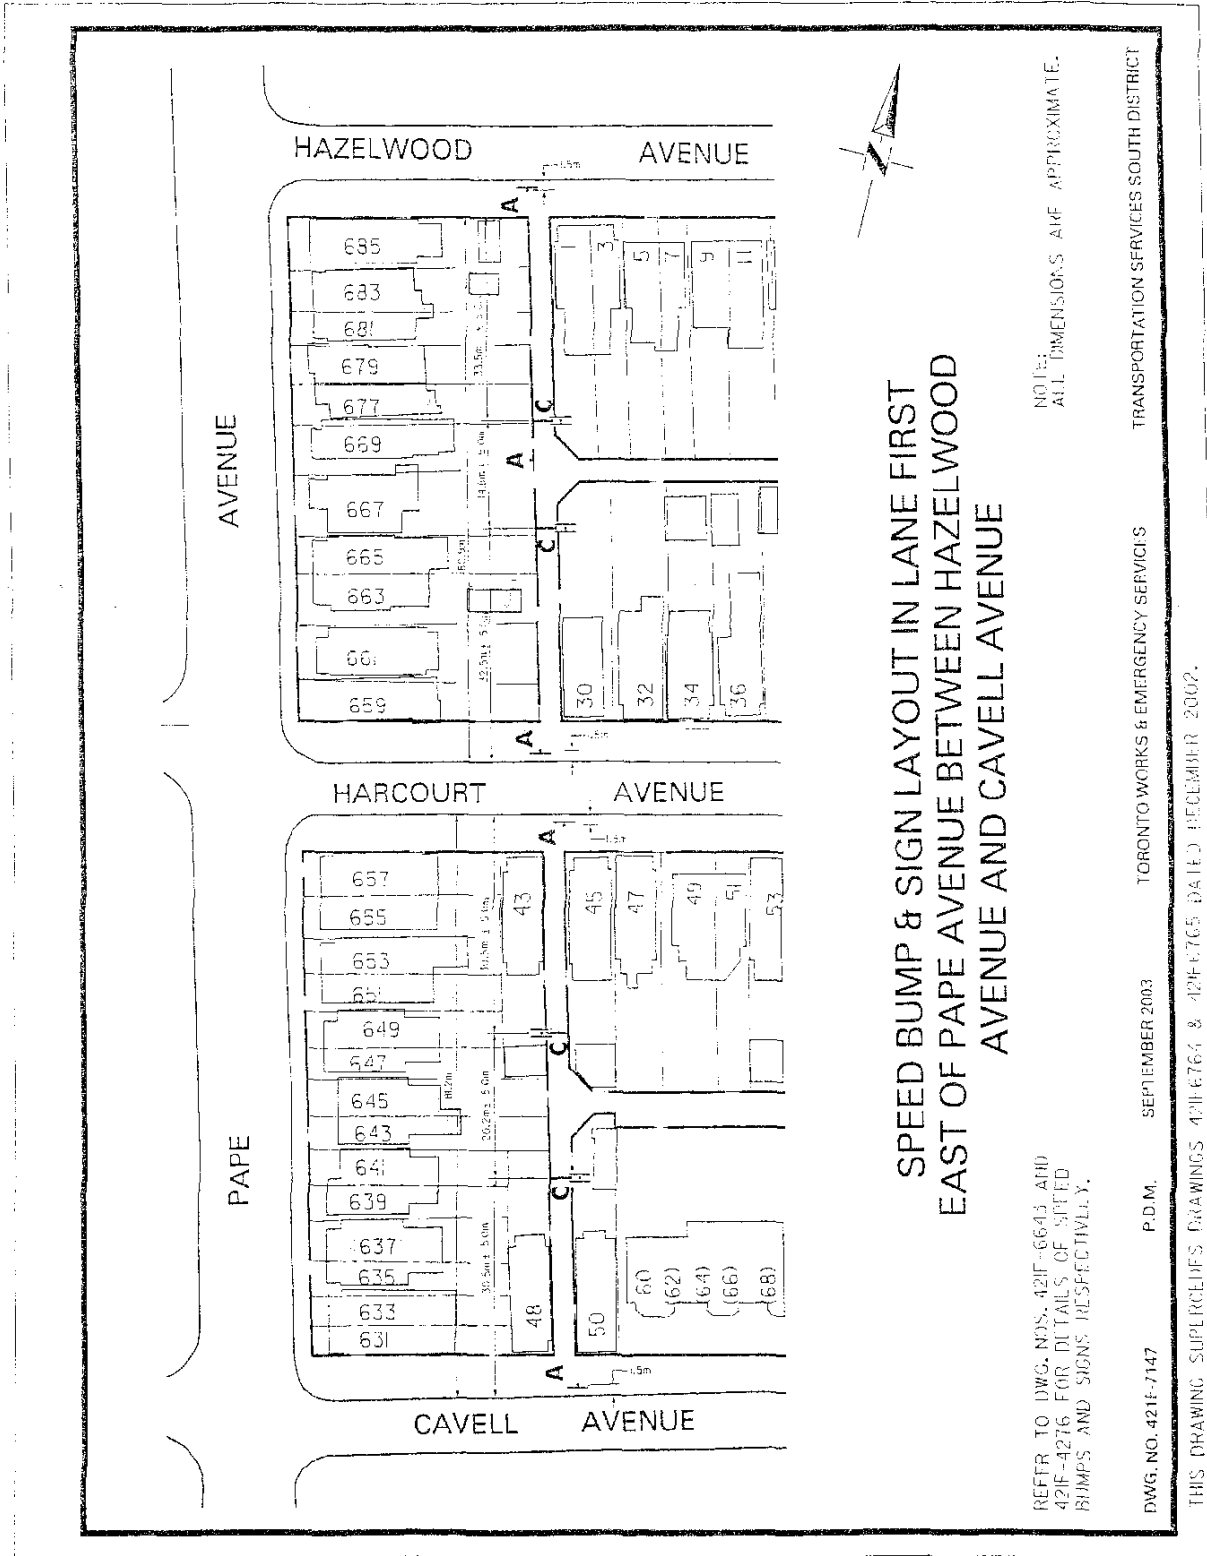 HAZELWOOD AVENUE
1.5m
A
685
683
681
679
677
669
667
665
663
661
659
1
3
5
7
9
11
C
A
C
30
32
34
36
A
AVENUE
HARCOURT AVENUE
A
657
655
653
651
649
647
645
643
641
639
637
635
633
631
43
45
47
49
51
53
C
C
48
50
60
(62)
(64)
(66)
(68)
A
1.5m
PAPE
CAVELL AVENUE
SPEED BUMP & SIGN LAYOUT IN LANE FIRST
EAST OF PAPE AVENUE BETWEEN HAZELWOOD
AVENUE AND CAVELL AVENUE
NOTE:
ALL DIMENSIONS ARE APPROXIMATE.
REFER TO DWG. NOS. 421F-6643 AND
421F-4276 FOR DETAILS OF SPEED
BUMPS AND SIGNS RESPECTIVELY.
DWG. NO. 421F-7147 P.D.M. SEPTEMBER 2003 TORONTO WORKS & EMERGENCY SERVICES TRANSPORTATION SERVICES SOUTH DISTRICT
THIS DRAWING SUPERCEDES DRAWINGS 421F-6764 & 421F-6765 DATED DECEMBER 2002.